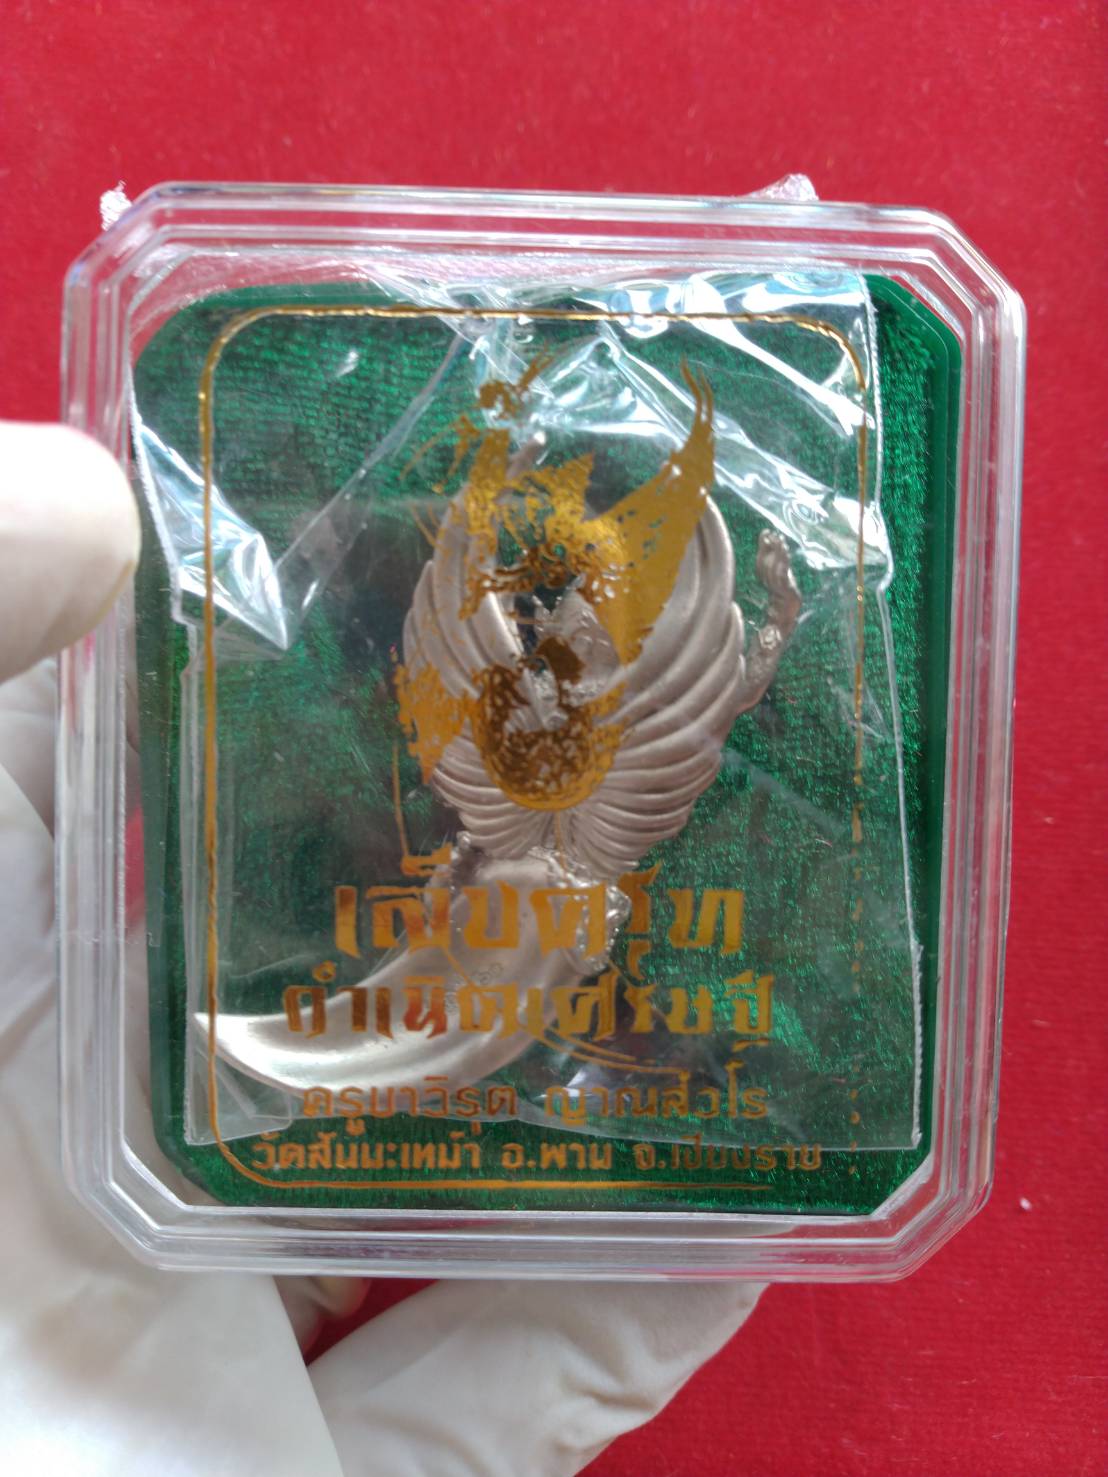 เล็บครุฑ
กำเนิดเศรษฐี
ครูบาวิรุต ญาณสํวโร
วัดสันมะเหม้า อ.พาน จ.เชียงราย